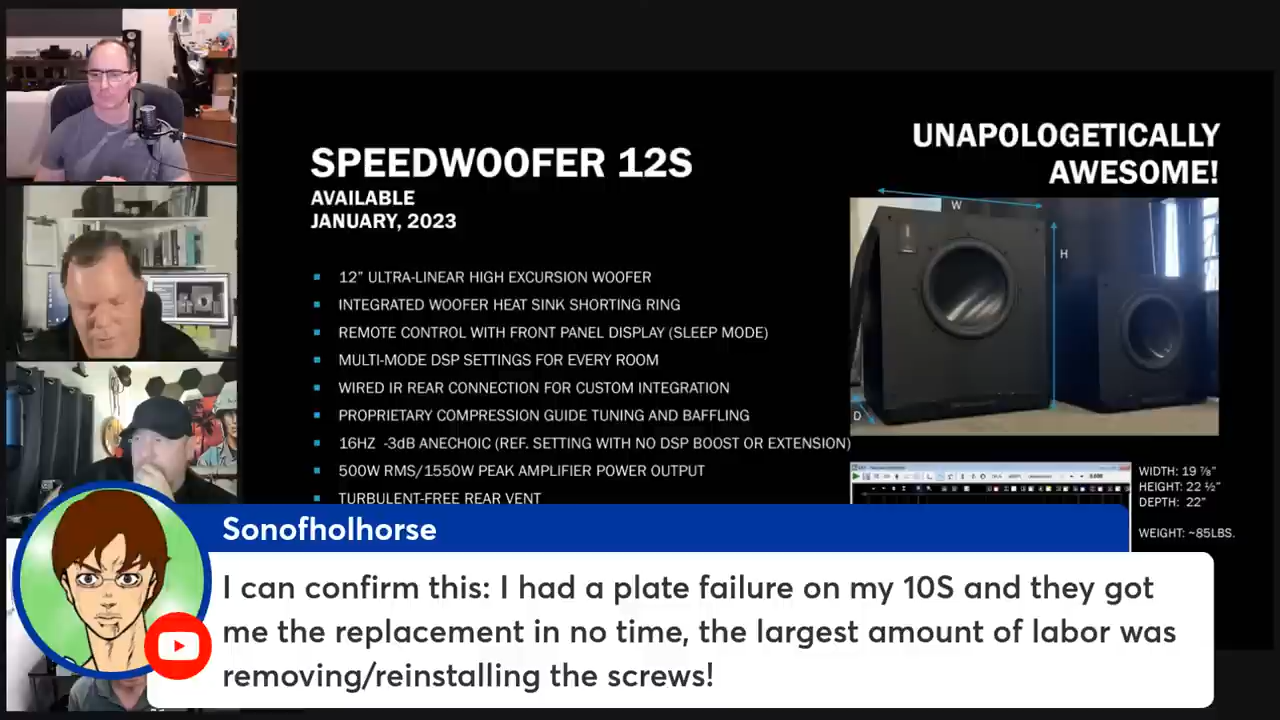 SPEEDWOOFER 12S
AVAILABLE
JANUARY, 2023
12” ULTRA-LINEAR HIGH EXCURSION WOOFER
INTEGRATED WOOFER HEAT SINK SHORTING RING
REMOTE CONTROL WITH FRONT PANEL DISPLAY (SLEEP MODE)
MULTI-MODE DSP SETTINGS FOR EVERY ROOM
WIRED IR REAR CONNECTION FOR CUSTOM INTEGRATION
PROPRIETARY COMPRESSION GUIDE TUNING AND BAFFLING
16HZ -3dB ANECHOIC (REF. SETTING WITH NO DSP BOOST OR EXTENSION)
500W RMS/1550W PEAK AMPLIFIER POWER OUTPUT
TURBULENT-FREE REAR VENT
UNAPOLOGETICALLY
AWESOME!
W
H
D
WIDTH: 19 ⅞”
HEIGHT: 22 ½”
DEPTH: 22”
WEIGHT: ~85LBS.
Sonofholhorse
I can confirm this: I had a plate failure on my 10S and they got
me the replacement in no time, the largest amount of labor was
removing/reinstalling the screws!